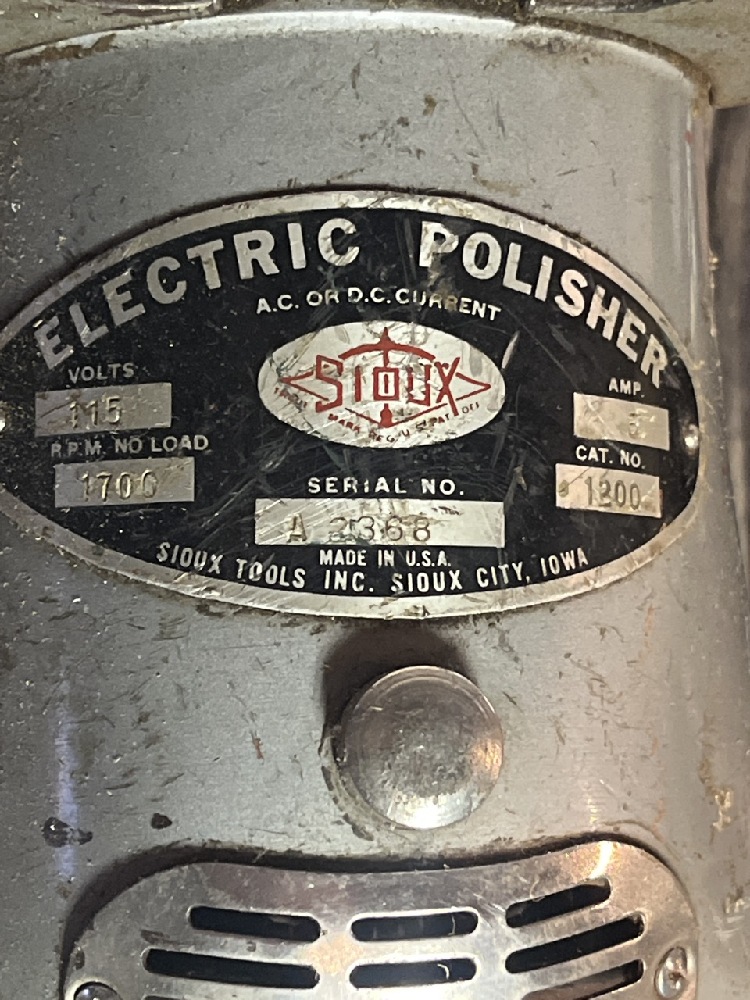 ELECTRIC POLISHER
A.C. OR D.C. CURRENT
SIOUX
VOLTS
115
AMP.
R.P.M. NO LOAD
1700
SERIAL NO.
A 2368
CAT. NO.
1200
MADE IN U.S.A.
SIOUX TOOLS INC. SIOUX CITY, IOWA